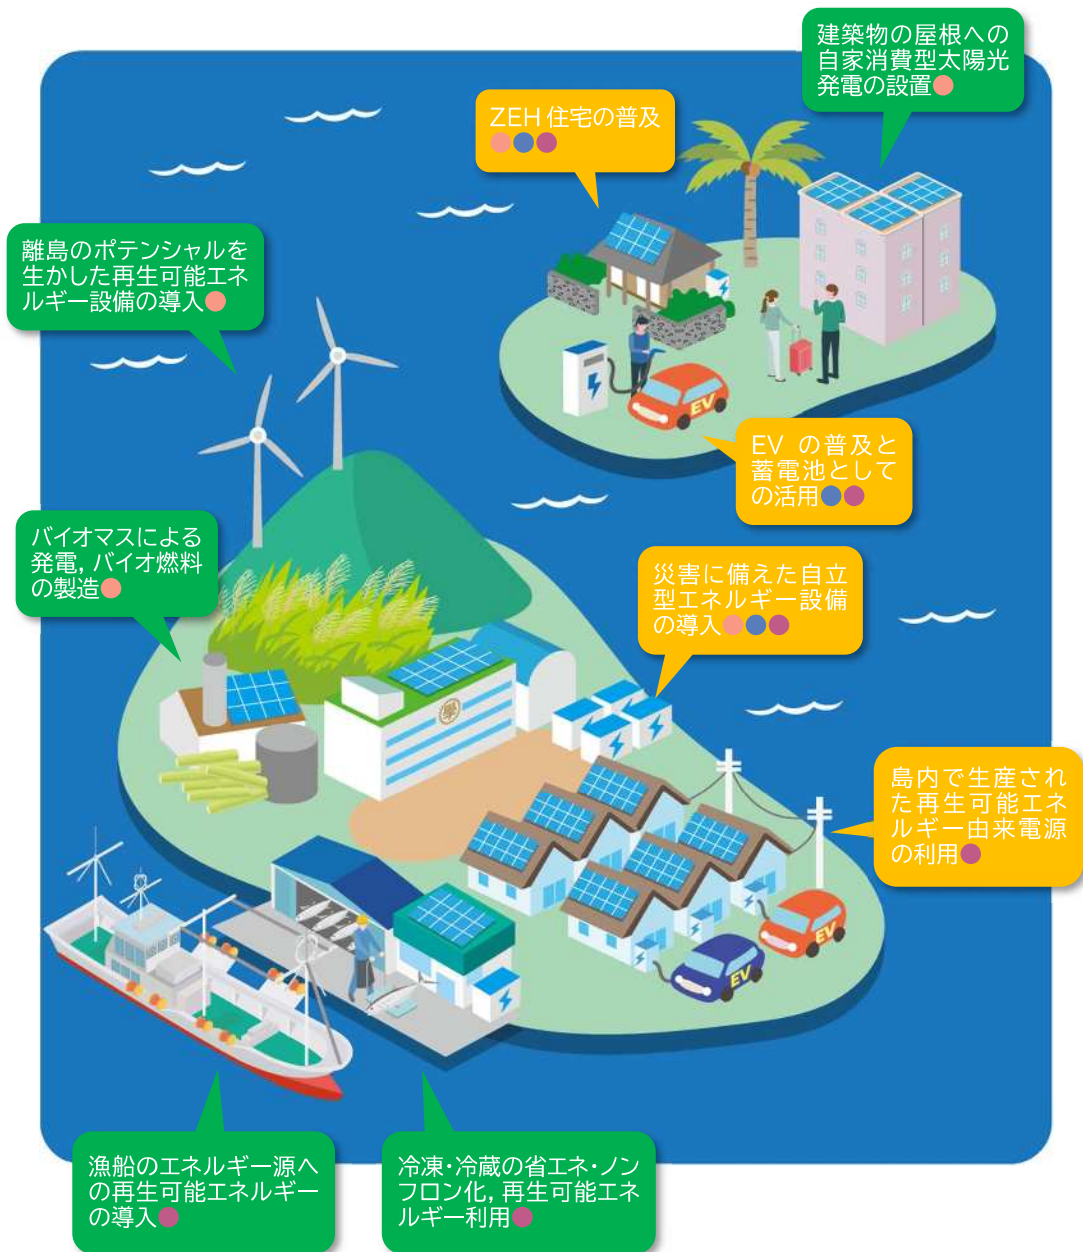 建築物の屋根への
自家消費型太陽光
発電の設置
ZEH住宅の普及
離島のポテンシャルを
生かした再生可能エネ
ルギー設備の導入
EV
EV の普及と
蓄電池として
の活用
バイオマスによる
発電，バイオ燃料
の製造
災害に備えた自立
型エネルギー設備
の導入
學
島内で生産され
た再生可能エネ
ルギー由来電源
の利用
EV
EV
漁船のエネルギー源へ
の再生可能エネルギー
の導入
冷凍・冷蔵の省エネ・ノン
フロン化，再生可能エネ
ルギー利用